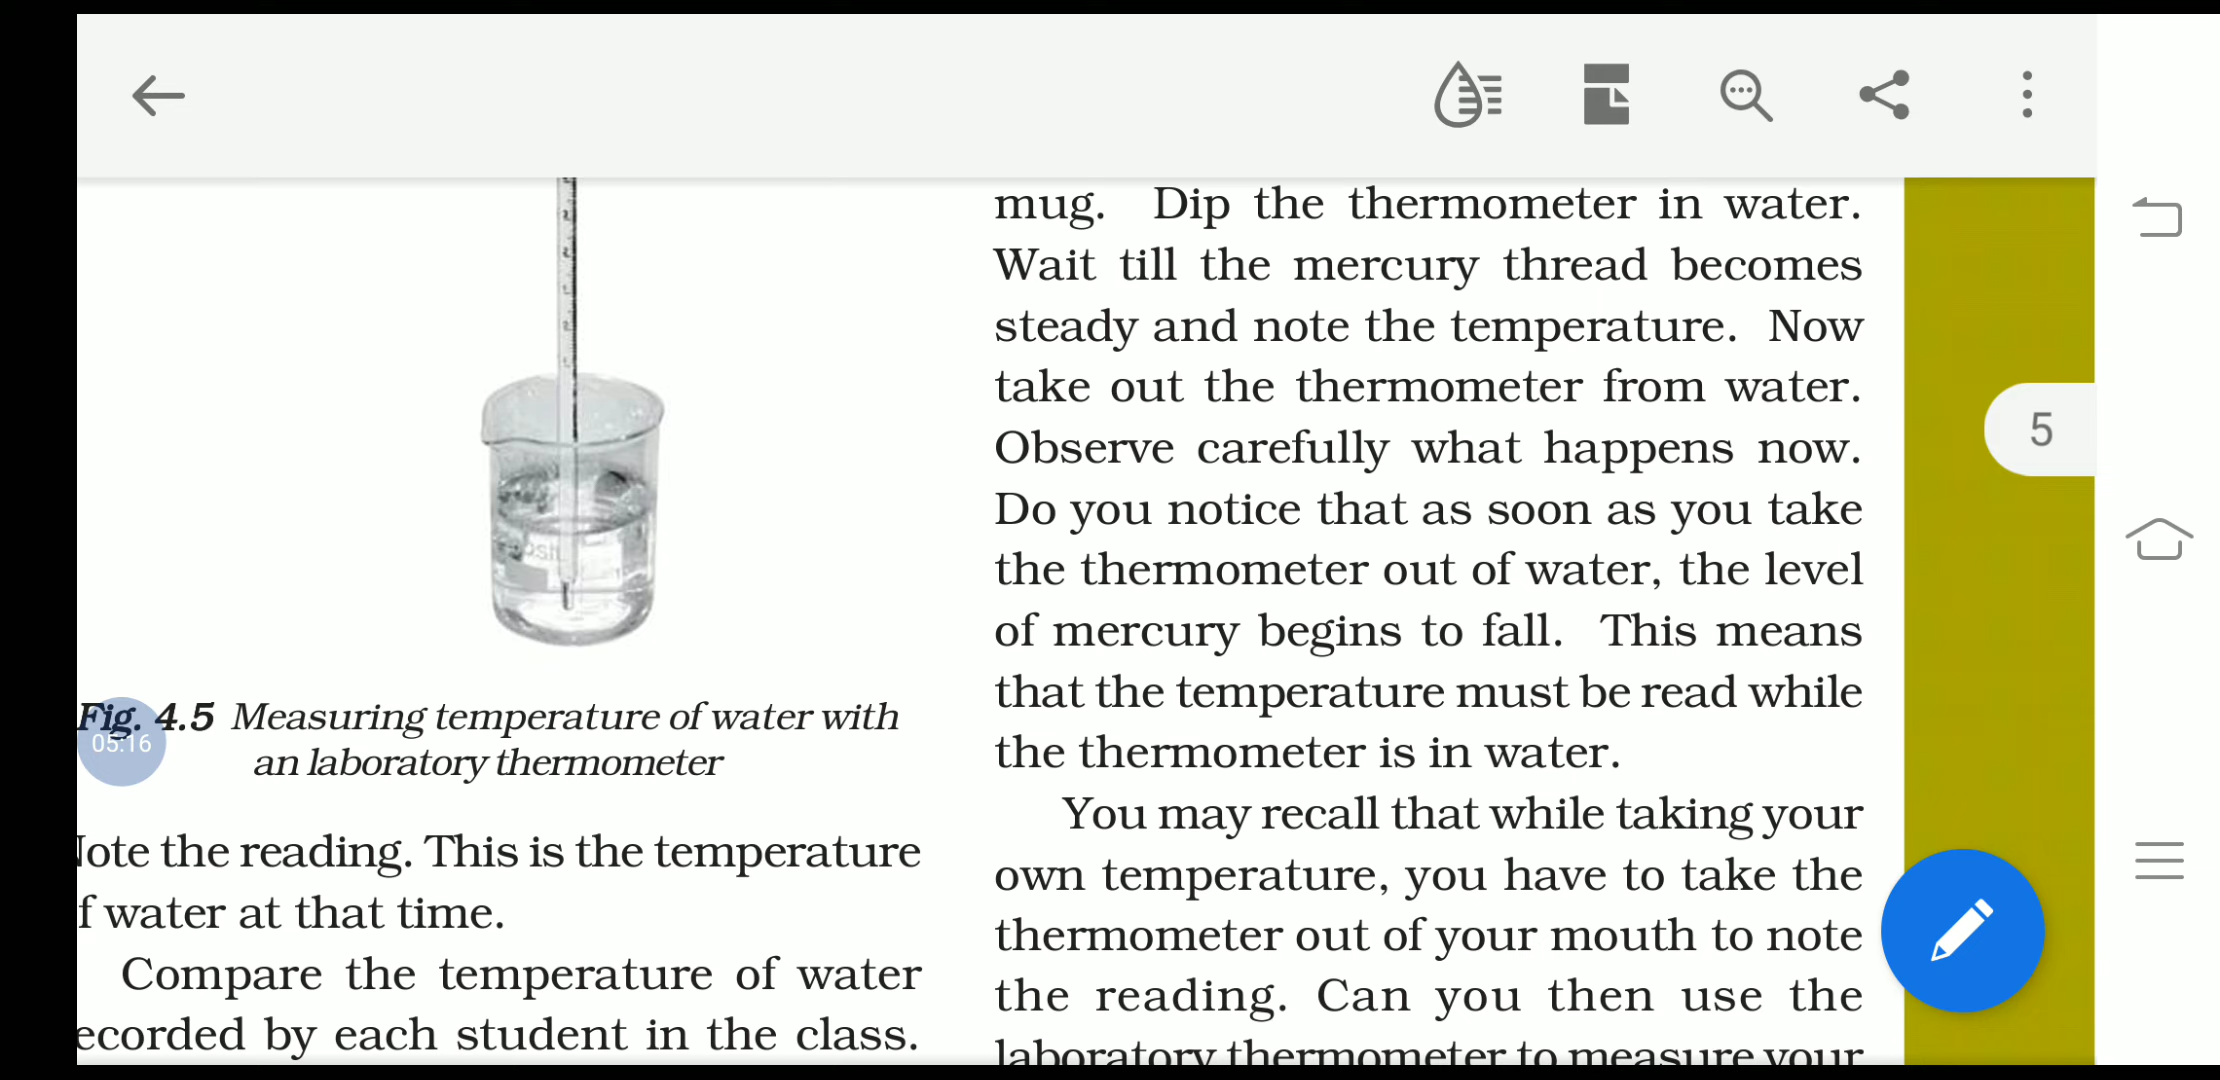 Fig. 4.5 Measuring temperature of water with
an laboratory thermometer
05:16
Note the reading. This is the temperature
f water at that time.
Compare the temperature of water
ecorded by each student in the class.
mug. Dip the thermometer in water.
Wait till the mercury thread becomes
steady and note the temperature. Now
take out the thermometer from water.
Observe carefully what happens now.
Do you notice that as soon as you take
the thermometer out of water, the level
of mercury begins to fall. This means
that the temperature must be read while
the thermometer is in water.
You may recall that while taking your
own temperature, you have to take the
thermometer out of your mouth to note
the reading. Can you then use the
laboratory thermometer to measure your
5